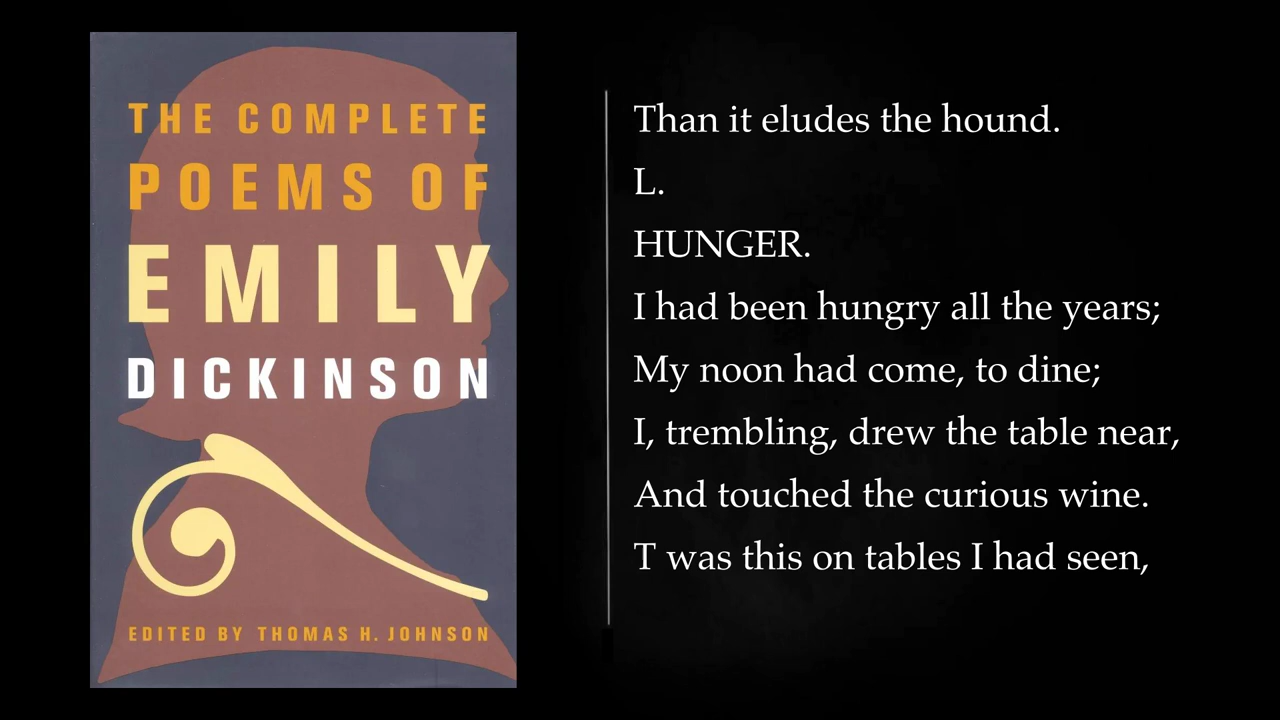 THE COMPLETE
POEMS OF
EMILY
DICKINSON
EDITED BY THOMAS H. JOHNSON
Than it eludes the hound.
L.
HUNGER.
I had been hungry all the years;
My noon had come, to dine;
I, trembling, drew the table near,
And touched the curious wine.
T was this on tables I had seen,